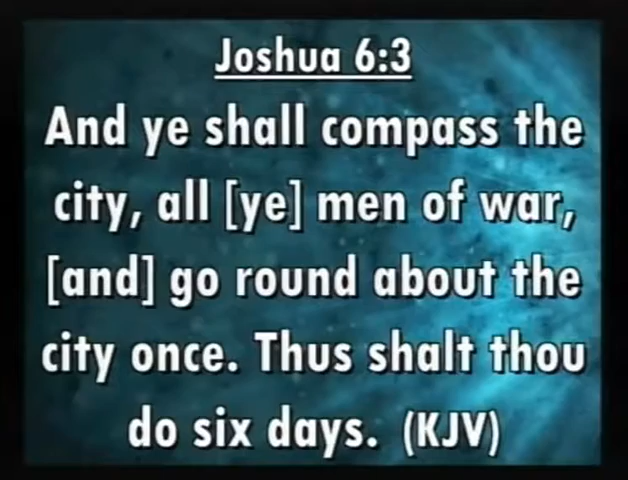 Joshua 6:3
And ye shall compass the
city, all [ye] men of war,
[and] go round about the
city once. Thus shalt thou
do six days. (KJV)